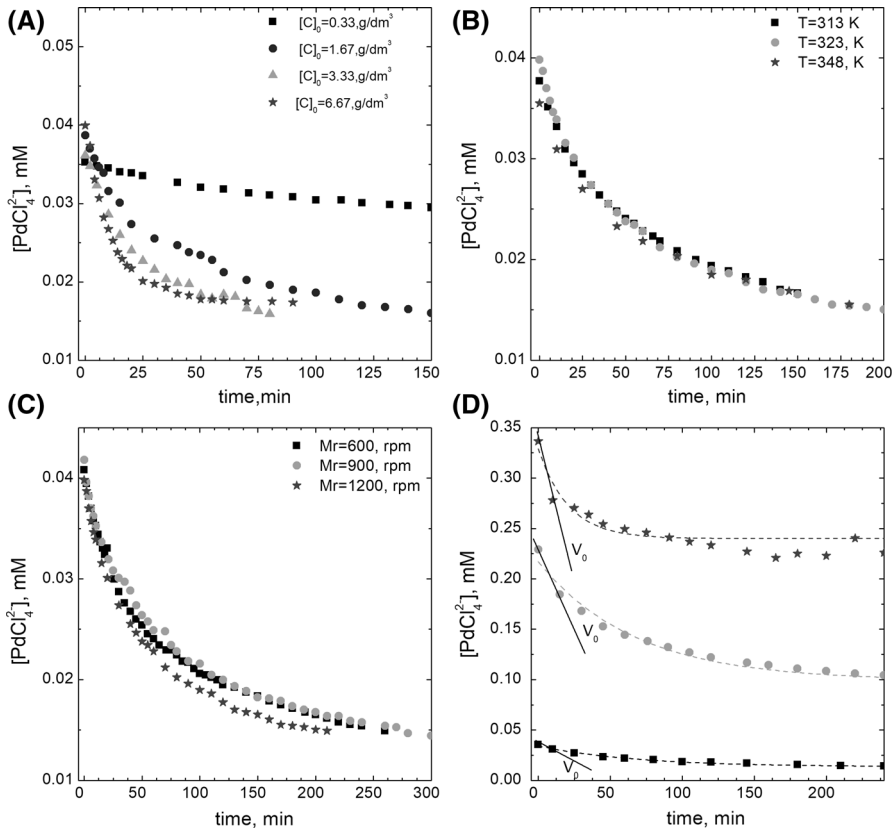 (A)
[C]₀=0.33,g/dm³
[C]₀=1.67,g/dm³
[C]₀=3.33,g/dm³
[C]₀=6.67,g/dm³
0.05
0.04
0.03
0.02
0.01
[PdCl₄²⁻], mM
0 25 50 75 100 125 150
time,min
(B)
T=313 K
T=323, K
T=348, K
0.04
0.03
0.02
0.01
[PdCl₄²⁻], mM
0 25 50 75 100 125 150 175 200
time, min
(C)
Mr=600, rpm
Mr=900, rpm
Mr=1200, rpm
0.04
0.03
0.02
0.01
[PdCl₄²⁻], mM
0 50 100 150 200 250 300
time, min
(D)
0.35
0.30
0.25
0.20
0.15
0.10
0.05
0.00
[PdCl₄²⁻], mM
V₀
V₀
V₀
0 50 100 150 200
time, min